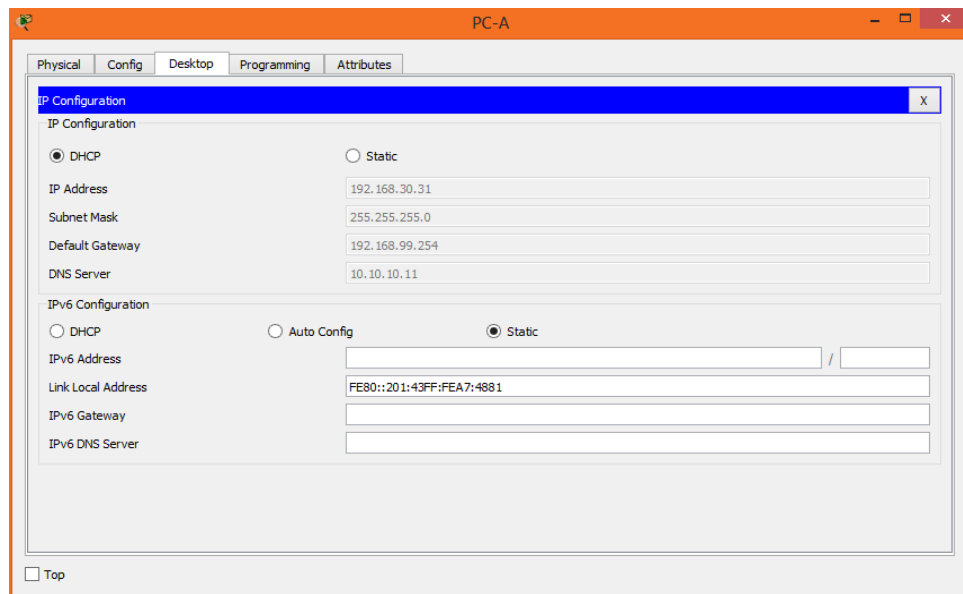 PC-A
Physical Config Desktop Programming Attributes
IP Configuration X
IP Configuration
DHCP Static
IP Address 192.168.30.31
Subnet Mask 255.255.255.0
Default Gateway 192.168.99.254
DNS Server 10.10.10.11
IPv6 Configuration
DHCP Auto Config Static
IPv6 Address /
Link Local Address FE80::201:43FF:FEA7:4881
IPv6 Gateway
IPv6 DNS Server
Top